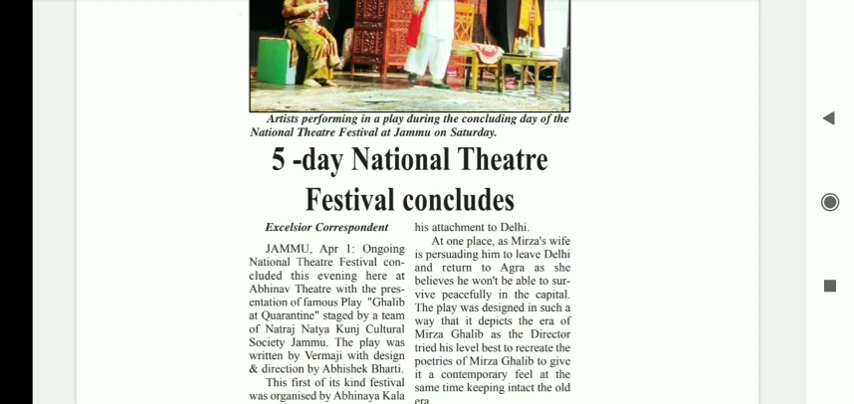 Artists performing in a play during the concluding day of the
National Theatre Festival at Jammu on Saturday.
5 -day National Theatre
Festival concludes
Excelsior Correspondent
JAMMU, Apr 1: Ongoing
National Theatre Festival con-
cluded this evening here at
Abhinav Theatre with the pres-
entation of famous Play "Ghalib
at Quarantine" staged by a team
of Natraj Natya Kunj Cultural
Society Jammu. The play was
written by Vermaji with design
& direction by Abhishek Bharti.
This first of its kind festival
was organised by Abhinaya Kala
his attachment to Delhi.
At one place, as Mirza's wife
is persuading him to leave Delhi
and return to Agra as she
believes he won't be able to sur-
vive peacefully in the capital.
The play was designed in such a
way that it depicts the era of
Mirza Ghalib as the Director
tried his level best to recreate the
poetries of Mirza Ghalib to give
it a contemporary feel at the
same time keeping intact the old
era.